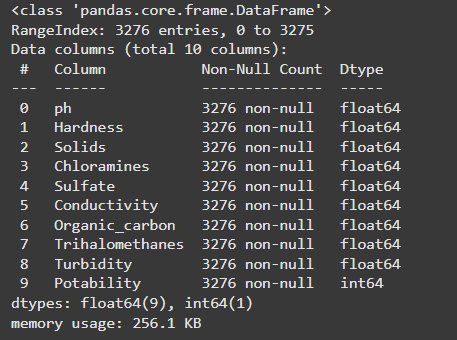 <class 'pandas.core.frame.DataFrame'>
RangeIndex: 3276 entries, 0 to 3275
Data columns (total 10 columns):
 #   Column           Non-Null Count  Dtype
---  ------           --------------  -----
 0   ph               3276 non-null   float64
 1   Hardness         3276 non-null   float64
 2   Solids           3276 non-null   float64
 3   Chloramines      3276 non-null   float64
 4   Sulfate          3276 non-null   float64
 5   Conductivity     3276 non-null   float64
 6   Organic_carbon   3276 non-null   float64
 7   Trihalomethanes  3276 non-null   float64
 8   Turbidity        3276 non-null   float64
 9   Potability       3276 non-null   int64
dtypes: float64(9), int64(1)
memory usage: 256.1 KB